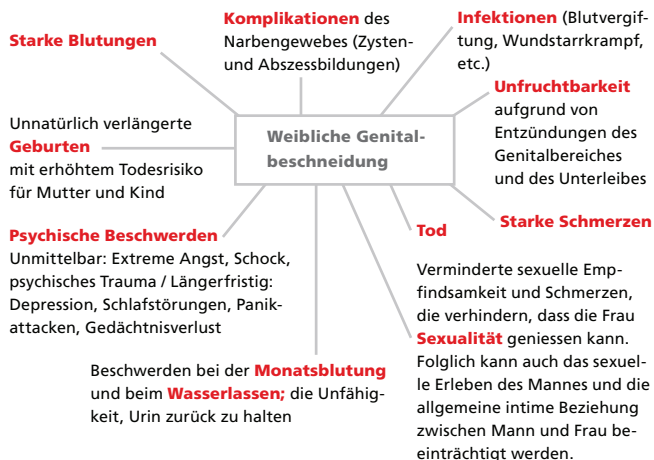 Starke Blutungen
Komplikationen des
Narbengewebes (Zysten-
und Abszessbildungen)
Infektionen (Blutvergif-
tung, Wundstarrkrampf,
etc.)
Unfruchtbarkeit
aufgrund von
Entzündungen des
Genitalbereiches
und des Unterleibes
Unnatürlich verlängerte
Geburten
mit erhöhtem Todesrisiko
für Mutter und Kind
Weibliche Genital-
beschneidung
Starke Schmerzen
Tod
Psychische Beschwerden
Unmittelbar: Extreme Angst, Schock,
psychisches Trauma / Längerfristig:
Depression, Schlafstörungen, Panik-
attacken, Gedächtnisverlust
Verminderte sexuelle Emp-
findsamkeit und Schmerzen,
die verhindern, dass die Frau
Sexualität geniessen kann.
Folglich kann auch das sexuel-
le Erleben des Mannes und die
allgemeine intime Beziehung
zwischen Mann und Frau be-
einträchtigt werden.
Beschwerden bei der Monatsblutung
und beim Wasserlassen; die Unfähig-
keit, Urin zurück zu halten